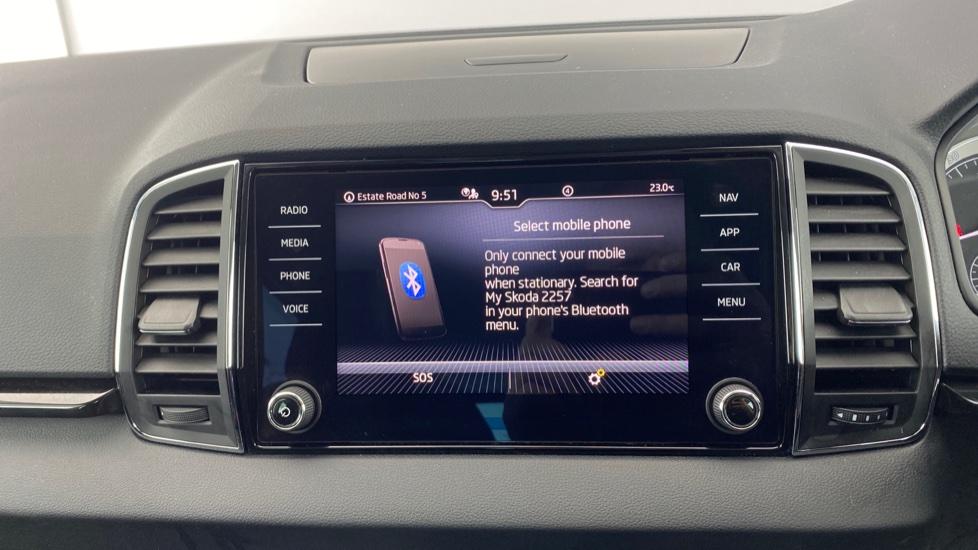 Estate Road No 5 9:51 4 23.0°C
RADIO
MEDIA
PHONE
VOICE
Select mobile phone
Only connect your mobile
phone
when stationary. Search for
My Skoda 2257
in your phone's Bluetooth
menu.
SOS
NAV
APP
CAR
MENU